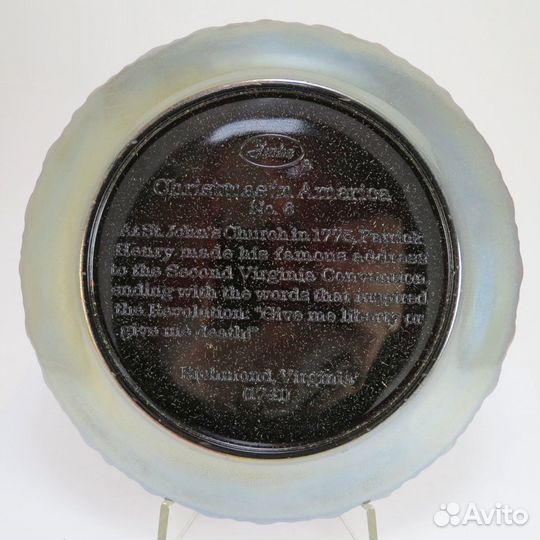 Fenton
Christmas in America
No. 8
At St. John's Church in 1775, Patrick
Henry made his famous address
to the Second Virginia Convention,
ending with the words that inspired
the Revolution: "Give me liberty or
give me death!"
Richmond, Virginia
(1741)
Avito